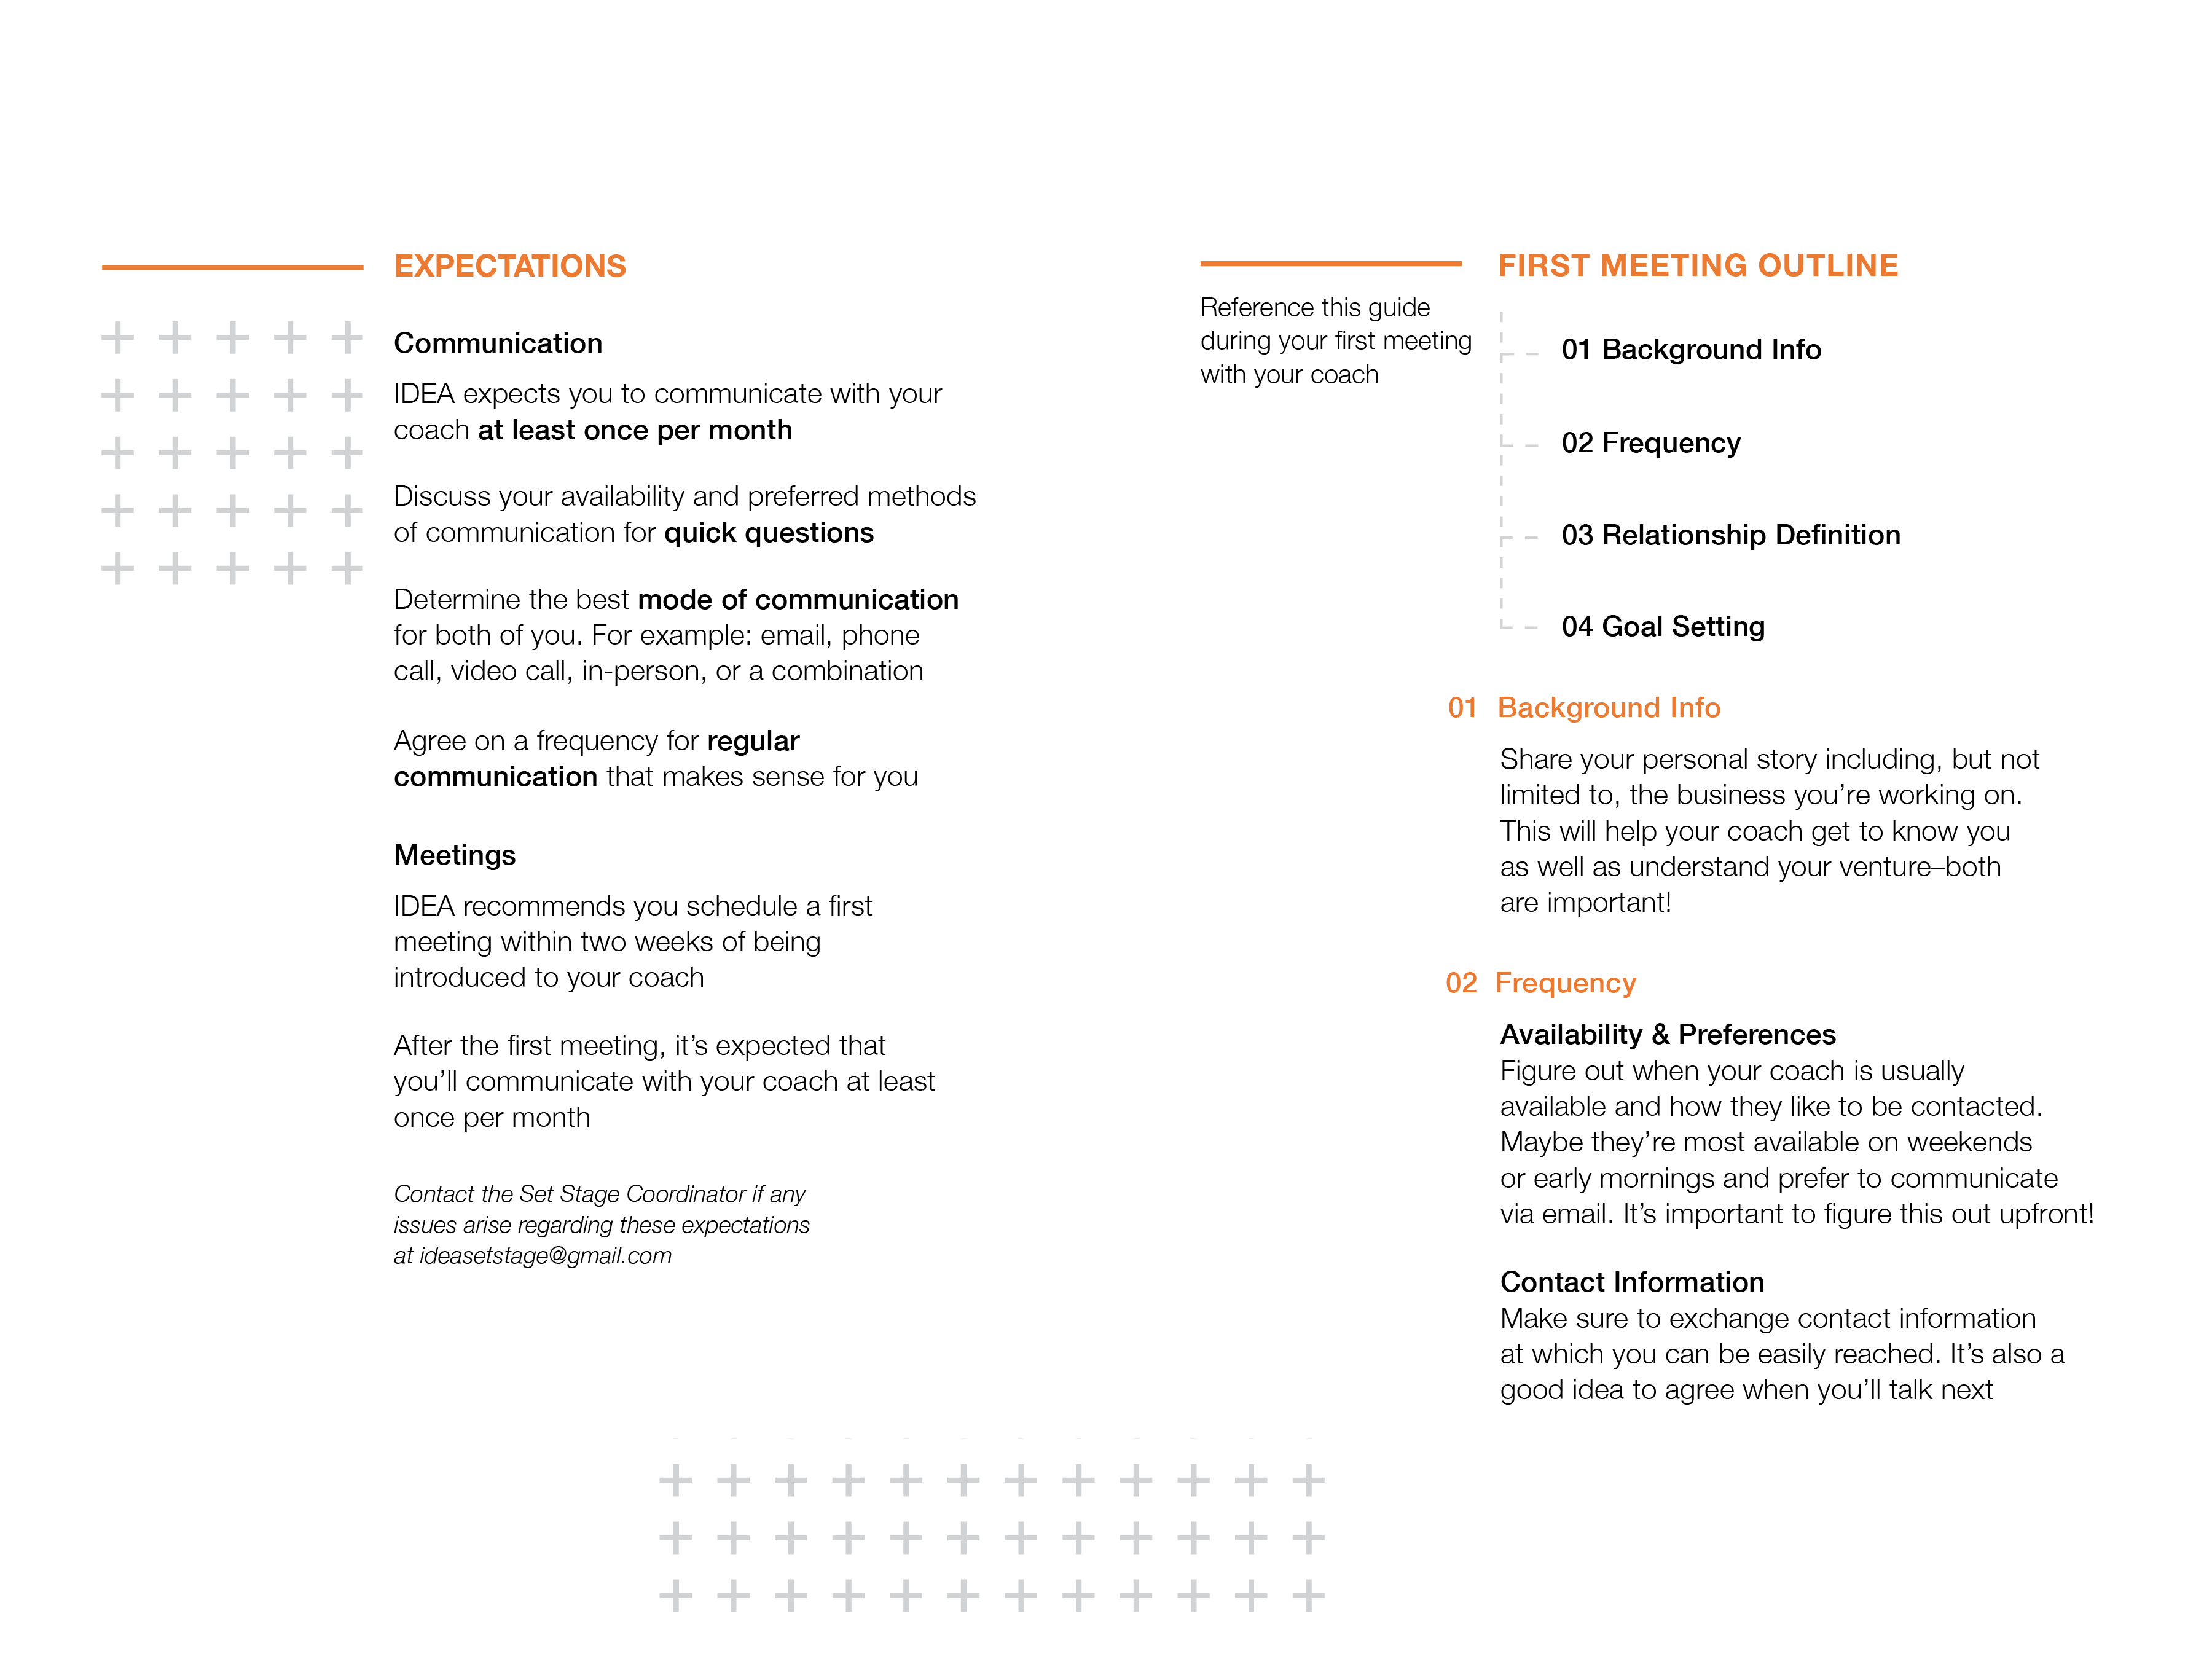 EXPECTATIONS
Communication
IDEA expects you to communicate with your
coach at least once per month
Discuss your availability and preferred methods
of communication for quick questions
Determine the best mode of communication
for both of you. For example: email, phone
call, video call, in-person, or a combination
Agree on a frequency for regular
communication that makes sense for you
Meetings
IDEA recommends you schedule a first
meeting within two weeks of being
introduced to your coach
After the first meeting, it’s expected that
you’ll communicate with your coach at least
once per month
Contact the Set Stage Coordinator if any
issues arise regarding these expectations
at ideasetstage@gmail.com
FIRST MEETING OUTLINE
Reference this guide
during your first meeting
with your coach
01 Background Info
02 Frequency
03 Relationship Definition
04 Goal Setting
01 Background Info
Share your personal story including, but not
limited to, the business you’re working on.
This will help your coach get to know you
as well as understand your venture–both
are important!
02 Frequency
Availability & Preferences
Figure out when your coach is usually
available and how they like to be contacted.
Maybe they’re most available on weekends
or early mornings and prefer to communicate
via email. It’s important to figure this out upfront!
Contact Information
Make sure to exchange contact information
at which you can be easily reached. It’s also a
good idea to agree when you’ll talk next